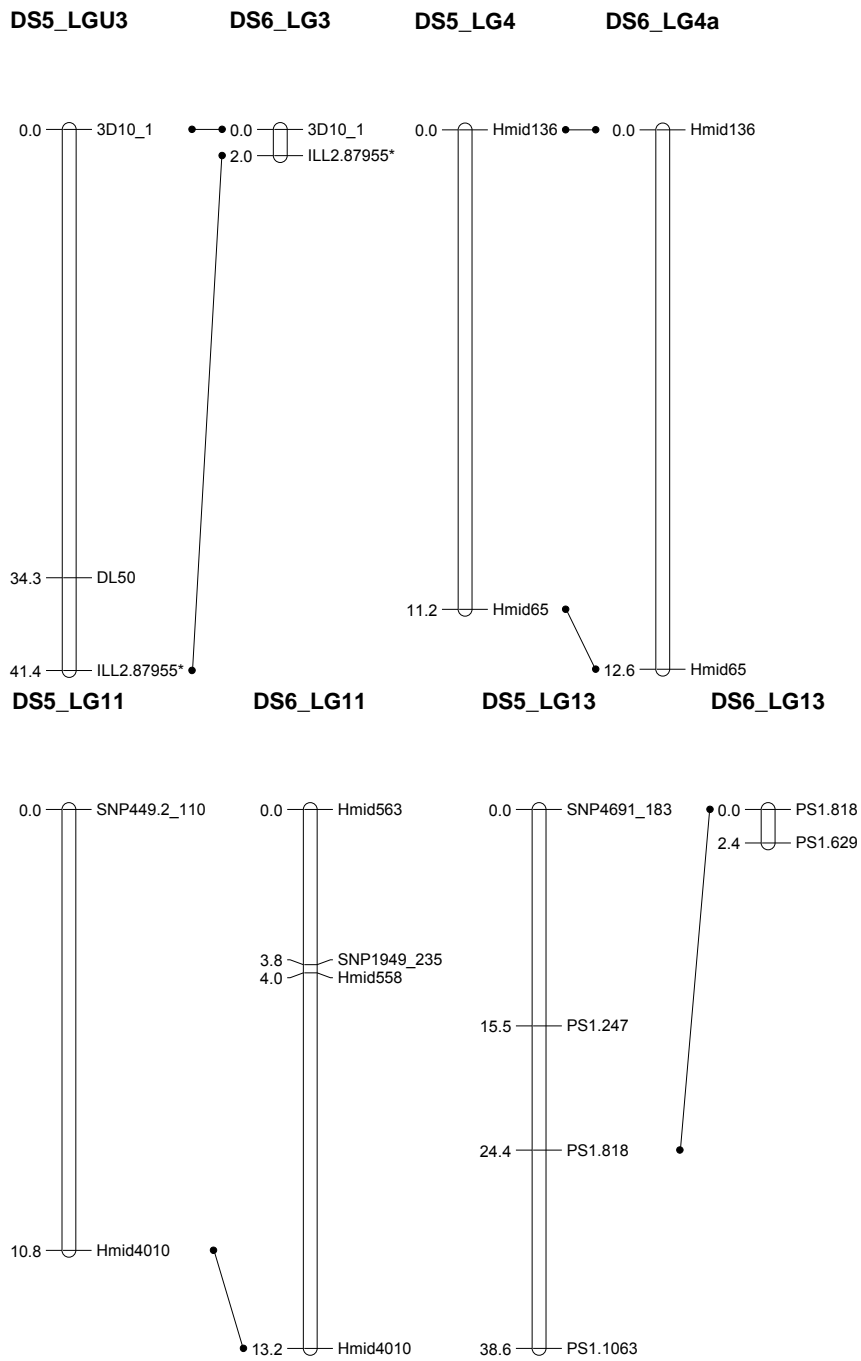 DS5_LGU3 DS6_LG3 DS5_LG4 DS6_LG4a
0.0 3D10_1 0.0 3D10_1 0.0 Hmid136 0.0 Hmid136
2.0 ILL2.87955*
34.3 DL50
11.2 Hmid65
41.4 ILL2.87955* 12.6 Hmid65
DS5_LG11 DS6_LG11 DS5_LG13 DS6_LG13
0.0 SNP449.2_110 0.0 Hmid563 0.0 SNP4691_183 0.0 PS1.818
2.4 PS1.629
3.8 SNP1949_235
4.0 Hmid558
15.5 PS1.247
24.4 PS1.818
10.8 Hmid4010
13.2 Hmid4010 38.6 PS1.1063